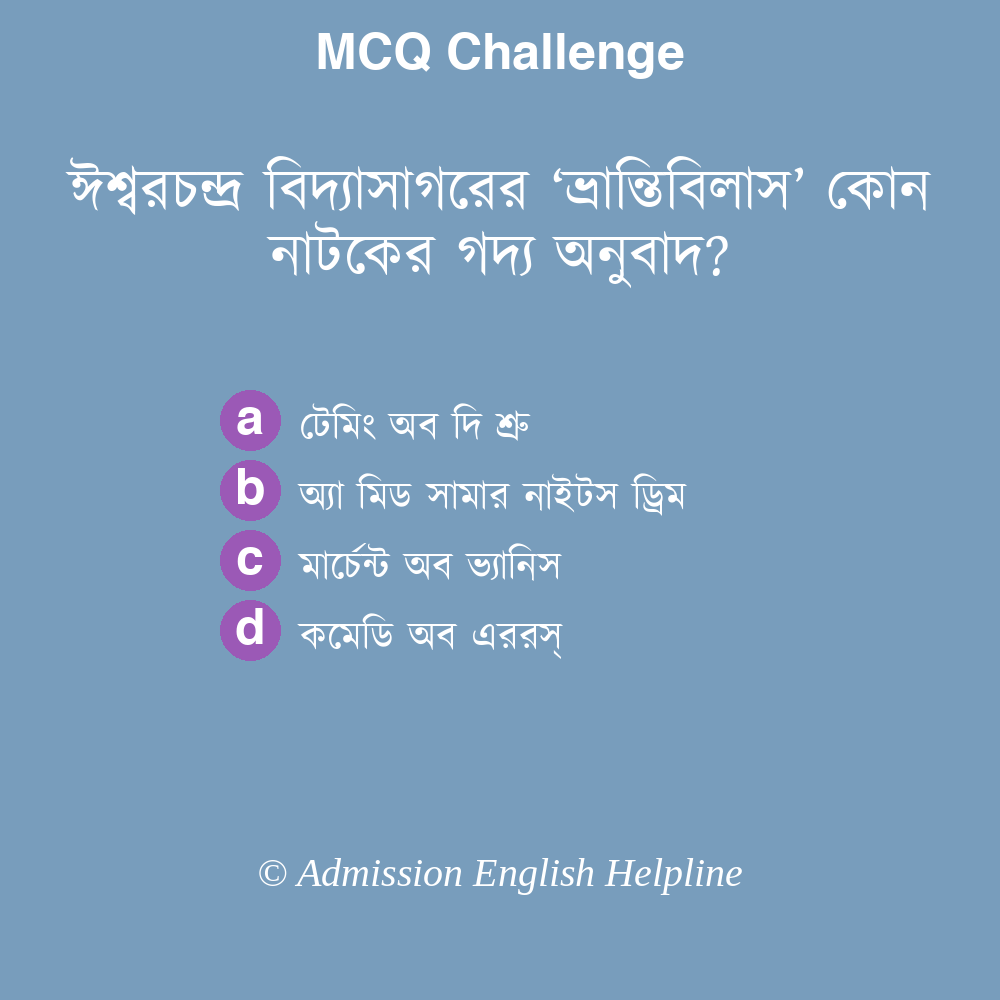 MCQ Challenge
ঈশ্বরচন্দ্র বিদ্যাসাগরের ‘ভ্রান্তিবিলাস’ কোন
নাটকের গদ্য অনুবাদ?
a টেমিং অব দি শ্রু
b অ্যা মিড সামার নাইটস ড্রিম
c মার্চেন্ট অব ভ্যানিস
d কমেডি অব এররস্
© Admission English Helpline